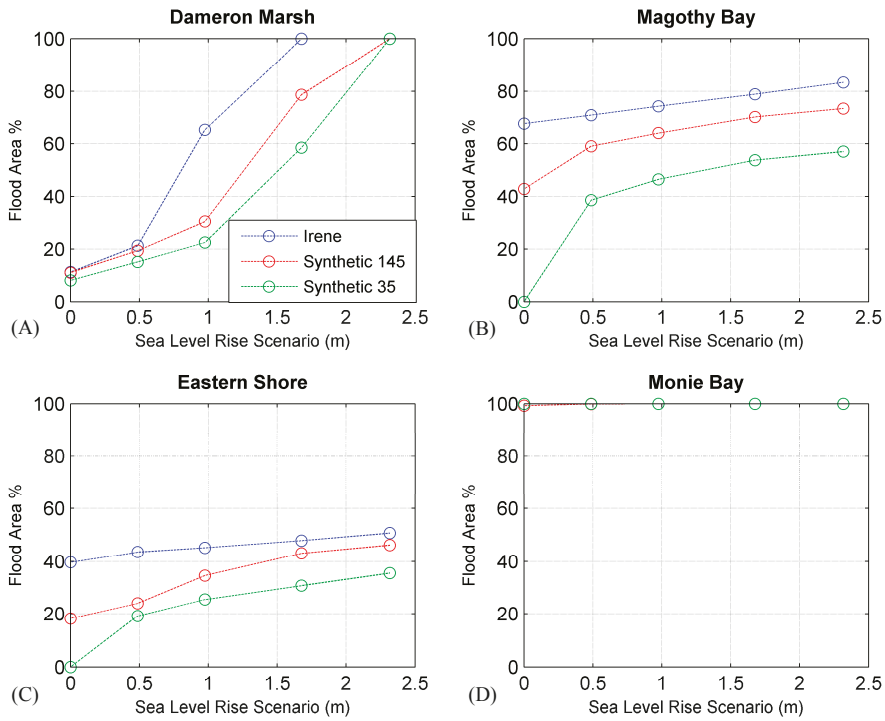 Dameron Marsh
Flood Area %
100
80
60
40
20
0
0 0.5 1 1.5 2 2.5
Sea Level Rise Scenario (m)
Irene
Synthetic 145
Synthetic 35
(A)
Magothy Bay
Flood Area %
100
80
60
40
20
0
0 0.5 1 1.5 2 2.5
Sea Level Rise Scenario (m)
(B)
Eastern Shore
Flood Area %
100
80
60
40
20
0
0 0.5 1 1.5 2 2.5
Sea Level Rise Scenario (m)
(C)
Monie Bay
Flood Area %
100
80
60
40
20
0
0 0.5 1 1.5 2 2.5
Sea Level Rise Scenario (m)
(D)